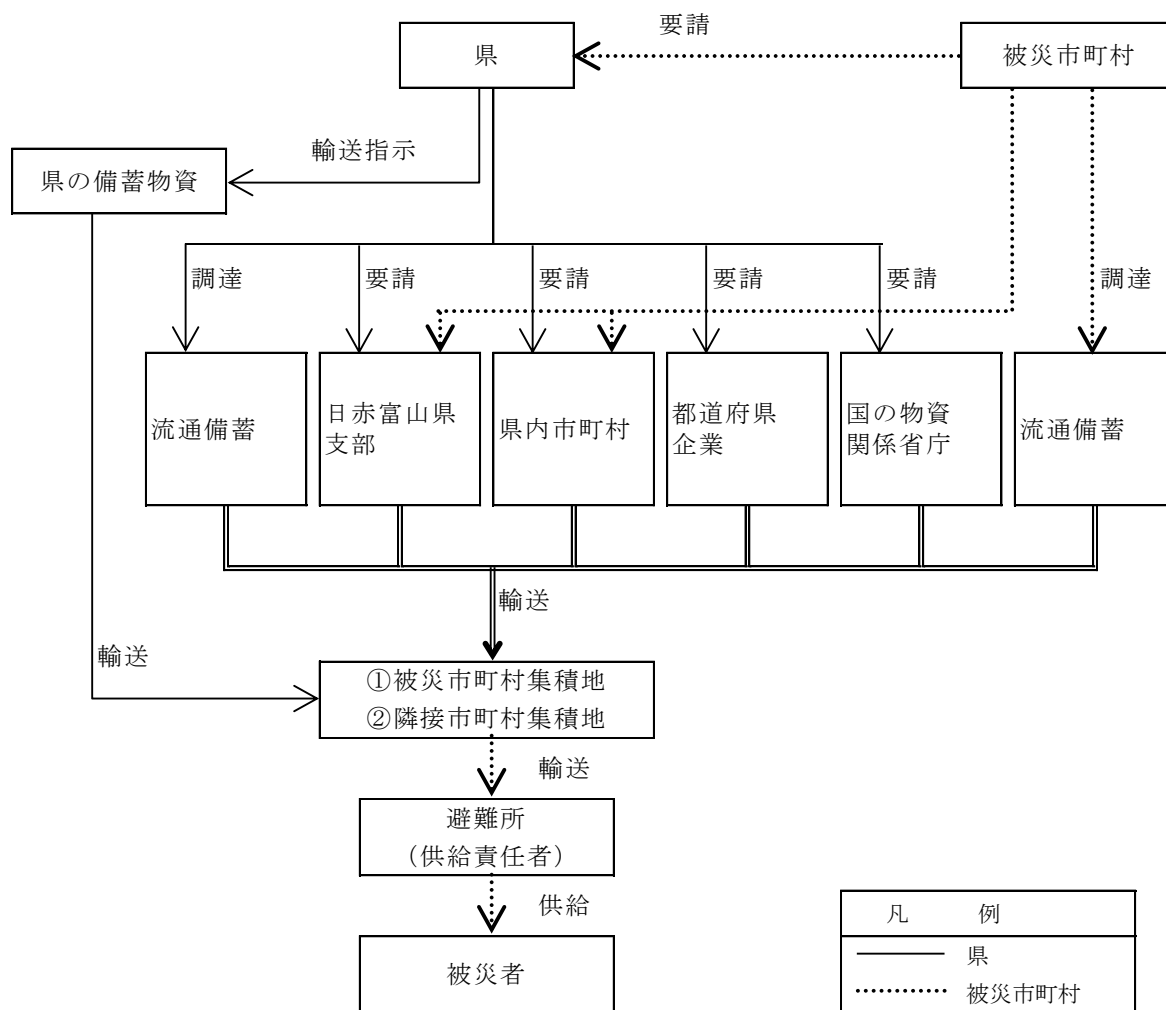 要請
県
被災市町村
輸送指示
県の備蓄物資
調達
要請
要請
要請
要請
調達
流通備蓄
日赤富山県
支部
県内市町村
都道府県
企業
国の物資
関係省庁
流通備蓄
輸送
輸送
①被災市町村集積地
②隣接市町村集積地
輸送
避難所
（供給責任者）
供給
被災者
凡　　例
県
被災市町村